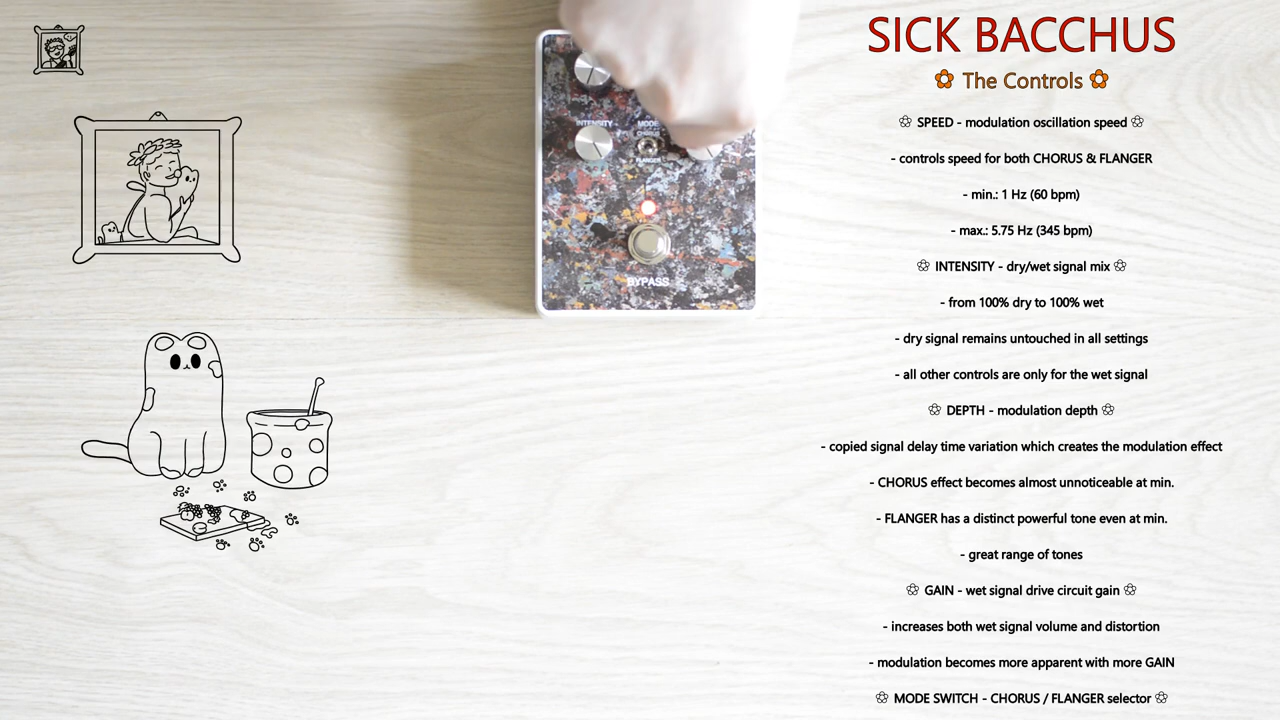 SICK BACCHUS
The Controls
SPEED - modulation oscillation speed
- controls speed for both CHORUS & FLANGER
- min.: 1 Hz (60 bpm)
- max.: 5.75 Hz (345 bpm)
INTENSITY - dry/wet signal mix
- from 100% dry to 100% wet
- dry signal remains untouched in all settings
- all other controls are only for the wet signal
DEPTH - modulation depth
- copied signal delay time variation which creates the modulation effect
- CHORUS effect becomes almost unnoticeable at min.
- FLANGER has a distinct powerful tone even at min.
- great range of tones
GAIN - wet signal drive circuit gain
- increases both wet signal volume and distortion
- modulation becomes more apparent with more GAIN
MODE SWITCH - CHORUS / FLANGER selector
INTENSITY
MODE
CHORUS
FLANGER
BYPASS